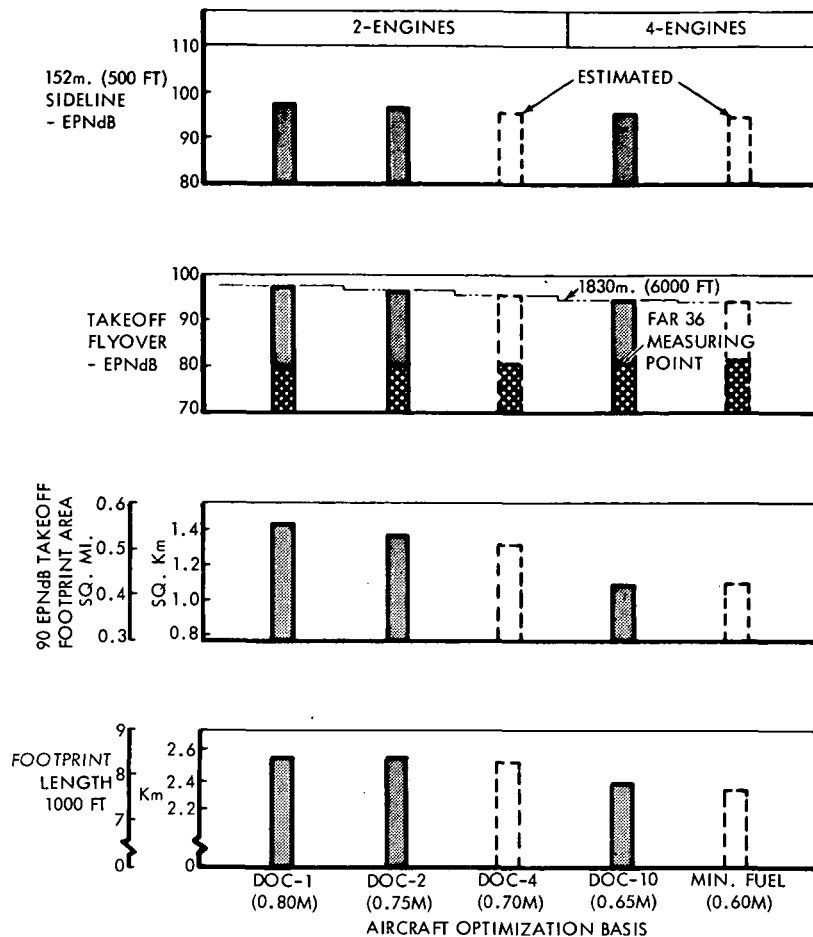 2-ENGINES
4-ENGINES
152m. (500 FT)
SIDELINE
- EPNdB
117
100
90
80
ESTIMATED
TAKEOFF
FLYOVER
- EPNdB
100
90
80
70
1830m. (6000 FT)
FAR 36
MEASURING
POINT
90 EPNdB TAKEOFF
FOOTPRINT AREA
SQ. MI.
0.6
0.5
0.4
0.3
SQ. Km
1.4
1.2
1.0
0.8
FOOTPRINT
LENGTH
1000 FT
9
8
7
0
Km
2.6
2.4
2.2
0
DOC-1
(0.80M)
DOC-2
(0.75M)
DOC-4
(0.70M)
DOC-10
(0.65M)
MIN. FUEL
(0.60M)
AIRCRAFT OPTIMIZATION BASIS